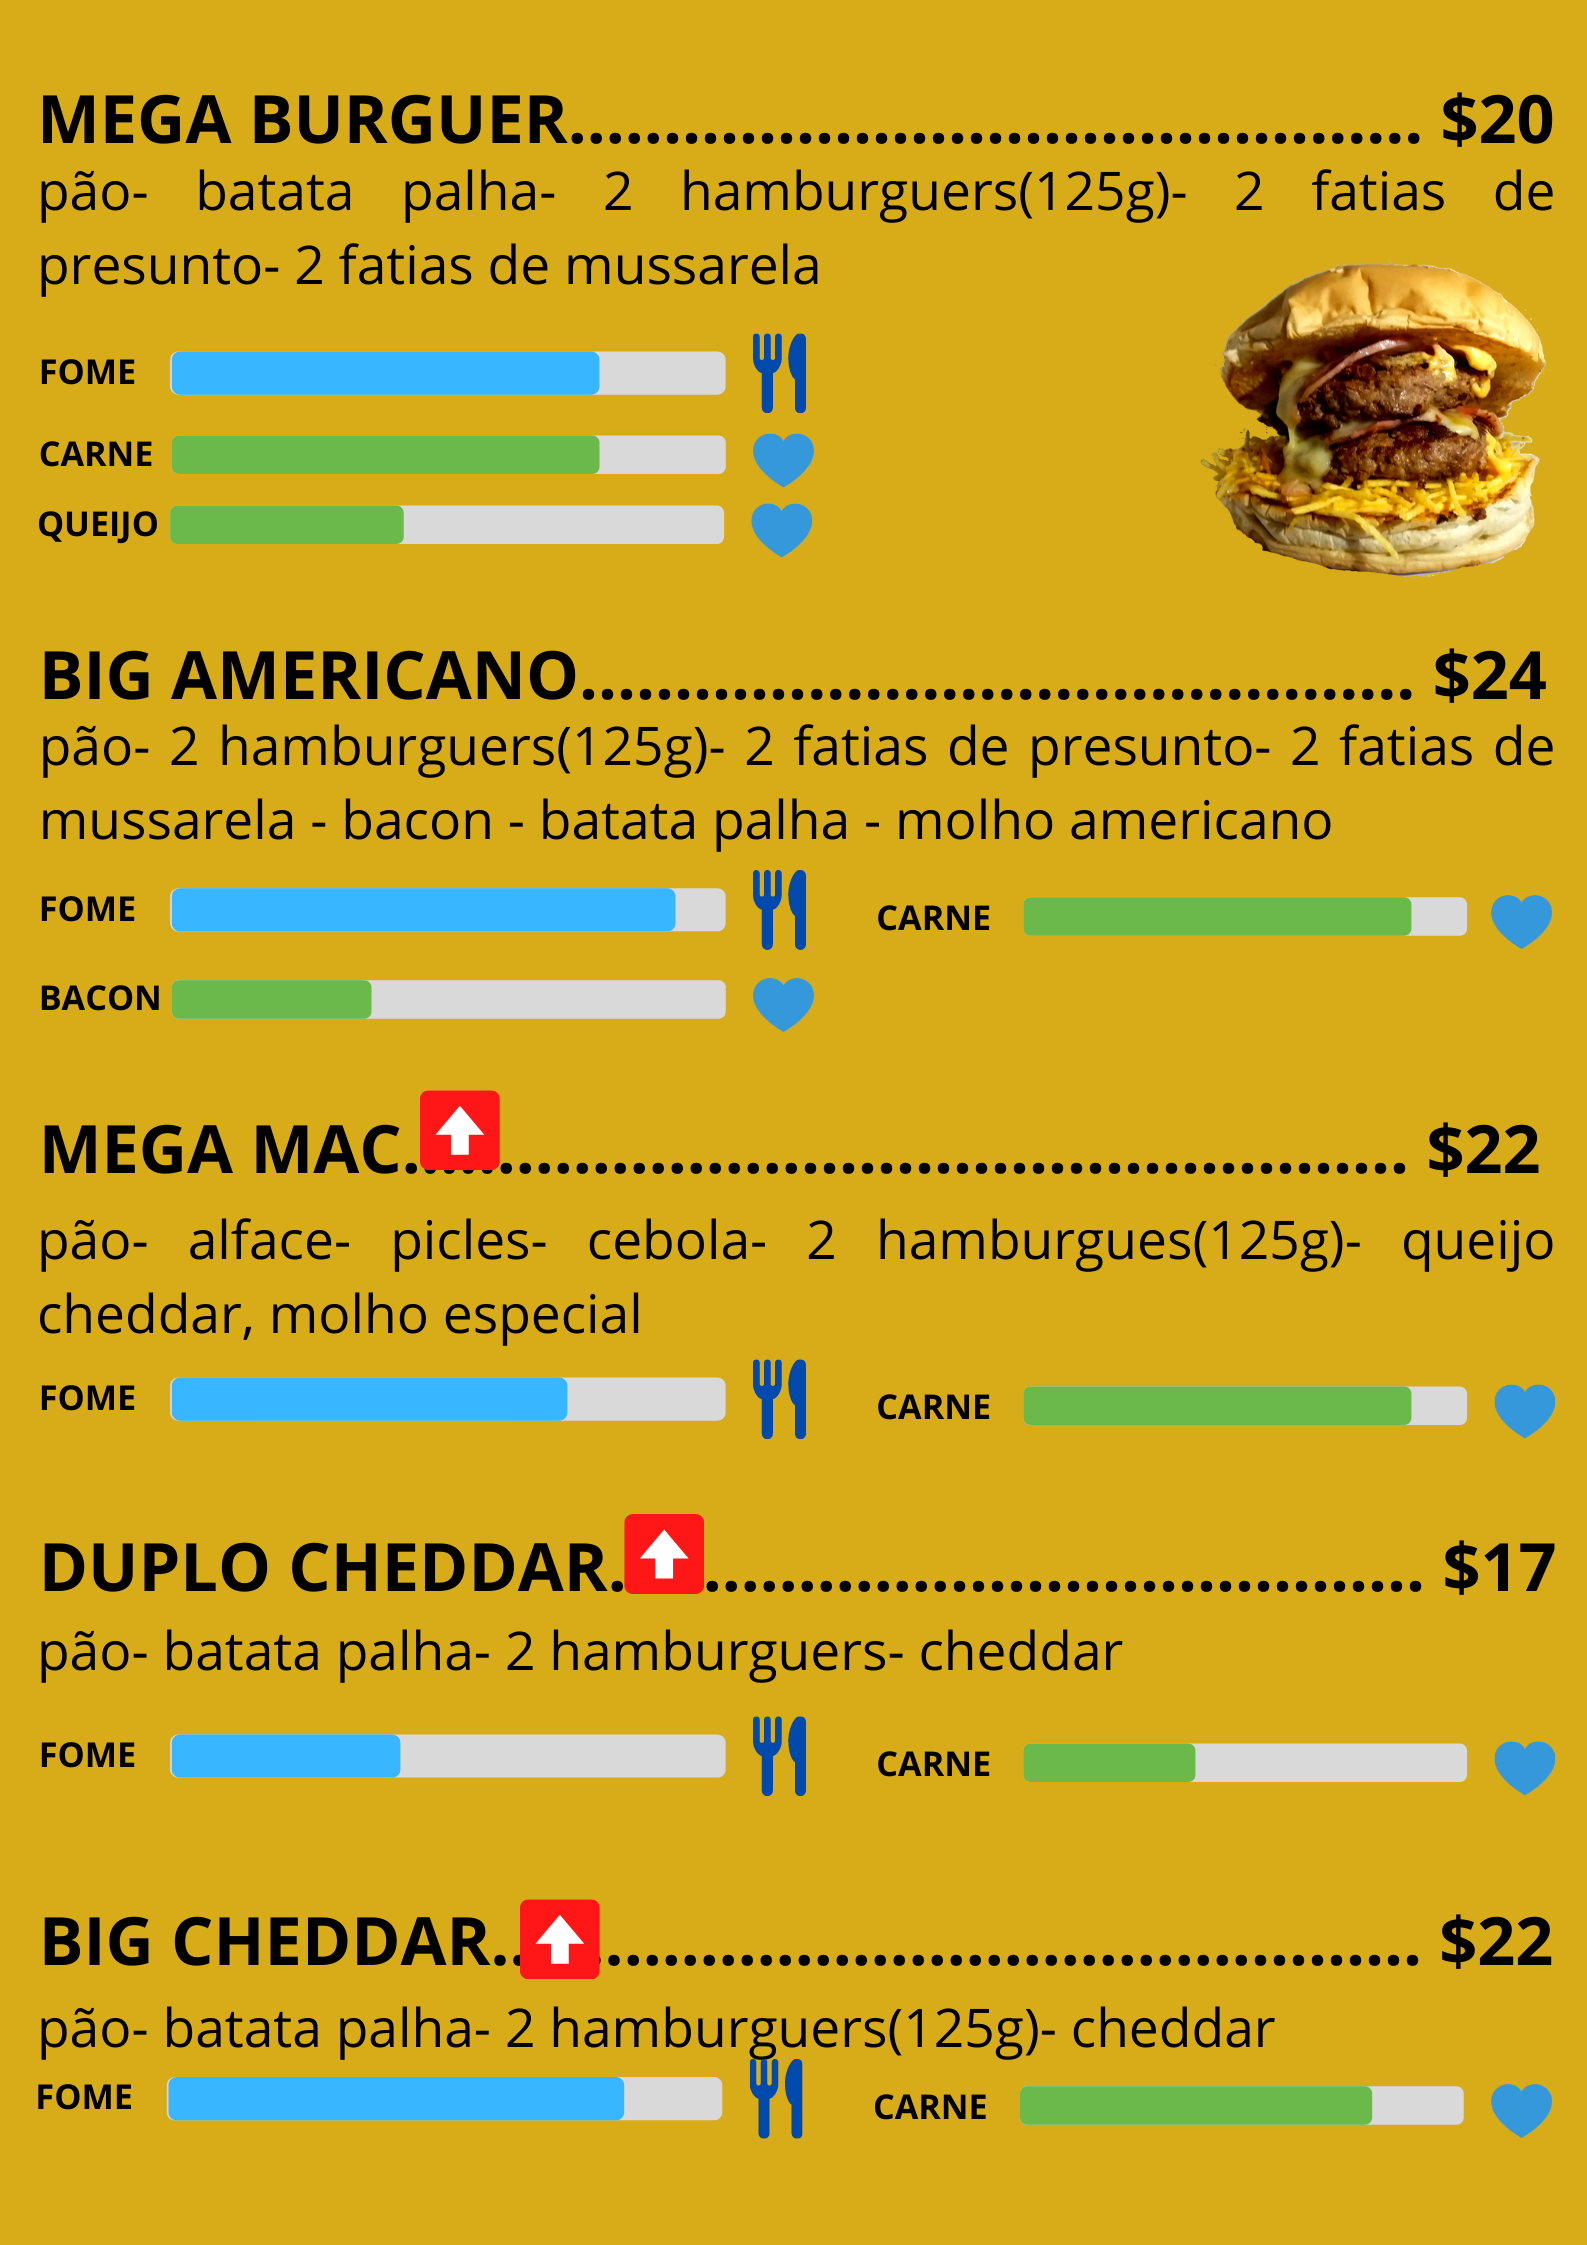 MEGA BURGUER............................................. $20
pão- batata palha- 2 hamburguers(125g)- 2 fatias de
presunto- 2 fatias de mussarela
FOME
CARNE
QUEIJO
BIG AMERICANO............................................ $24
pão- 2 hamburguers(125g)- 2 fatias de presunto- 2 fatias de
mussarela - bacon - batata palha - molho americano
FOME
CARNE
BACON
MEGA MAC..................................................... $22
pão- alface- picles- cebola- 2 hamburgues(125g)- queijo
cheddar, molho especial
FOME
CARNE
DUPLO CHEDDAR........................................... $17
pão- batata palha- 2 hamburguers- cheddar
FOME
CARNE
BIG CHEDDAR................................................. $22
pão- batata palha- 2 hamburguers(125g)- cheddar
FOME
CARNE